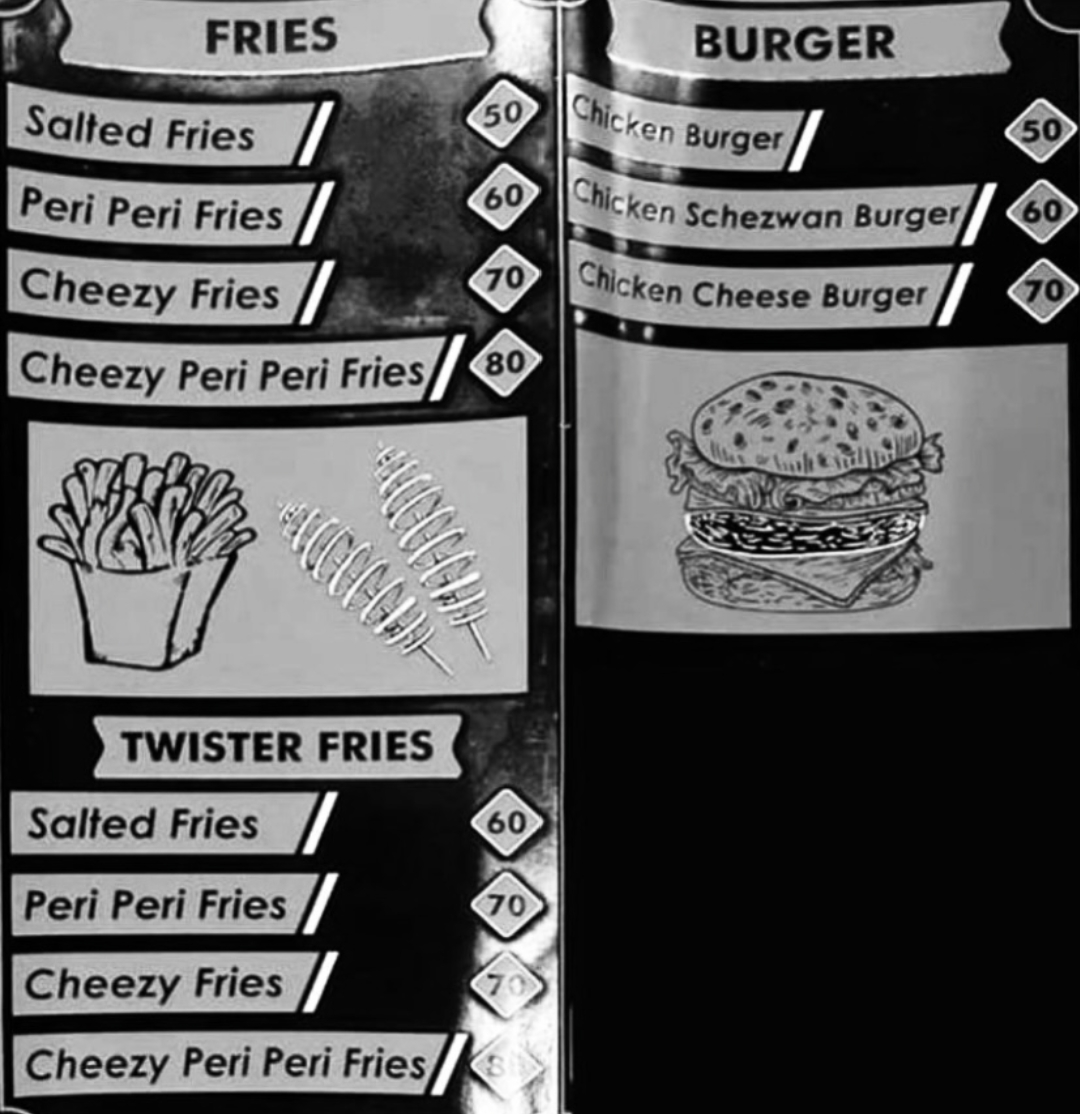 FRIES
Salted Fries 50
Peri Peri Fries 60
Cheezy Fries 70
Cheezy Peri Peri Fries 80
TWISTER FRIES
Salted Fries 60
Peri Peri Fries 70
Cheezy Fries 70
Cheezy Peri Peri Fries
BURGER
Chicken Burger 50
Chicken Schezwan Burger 60
Chicken Cheese Burger 70